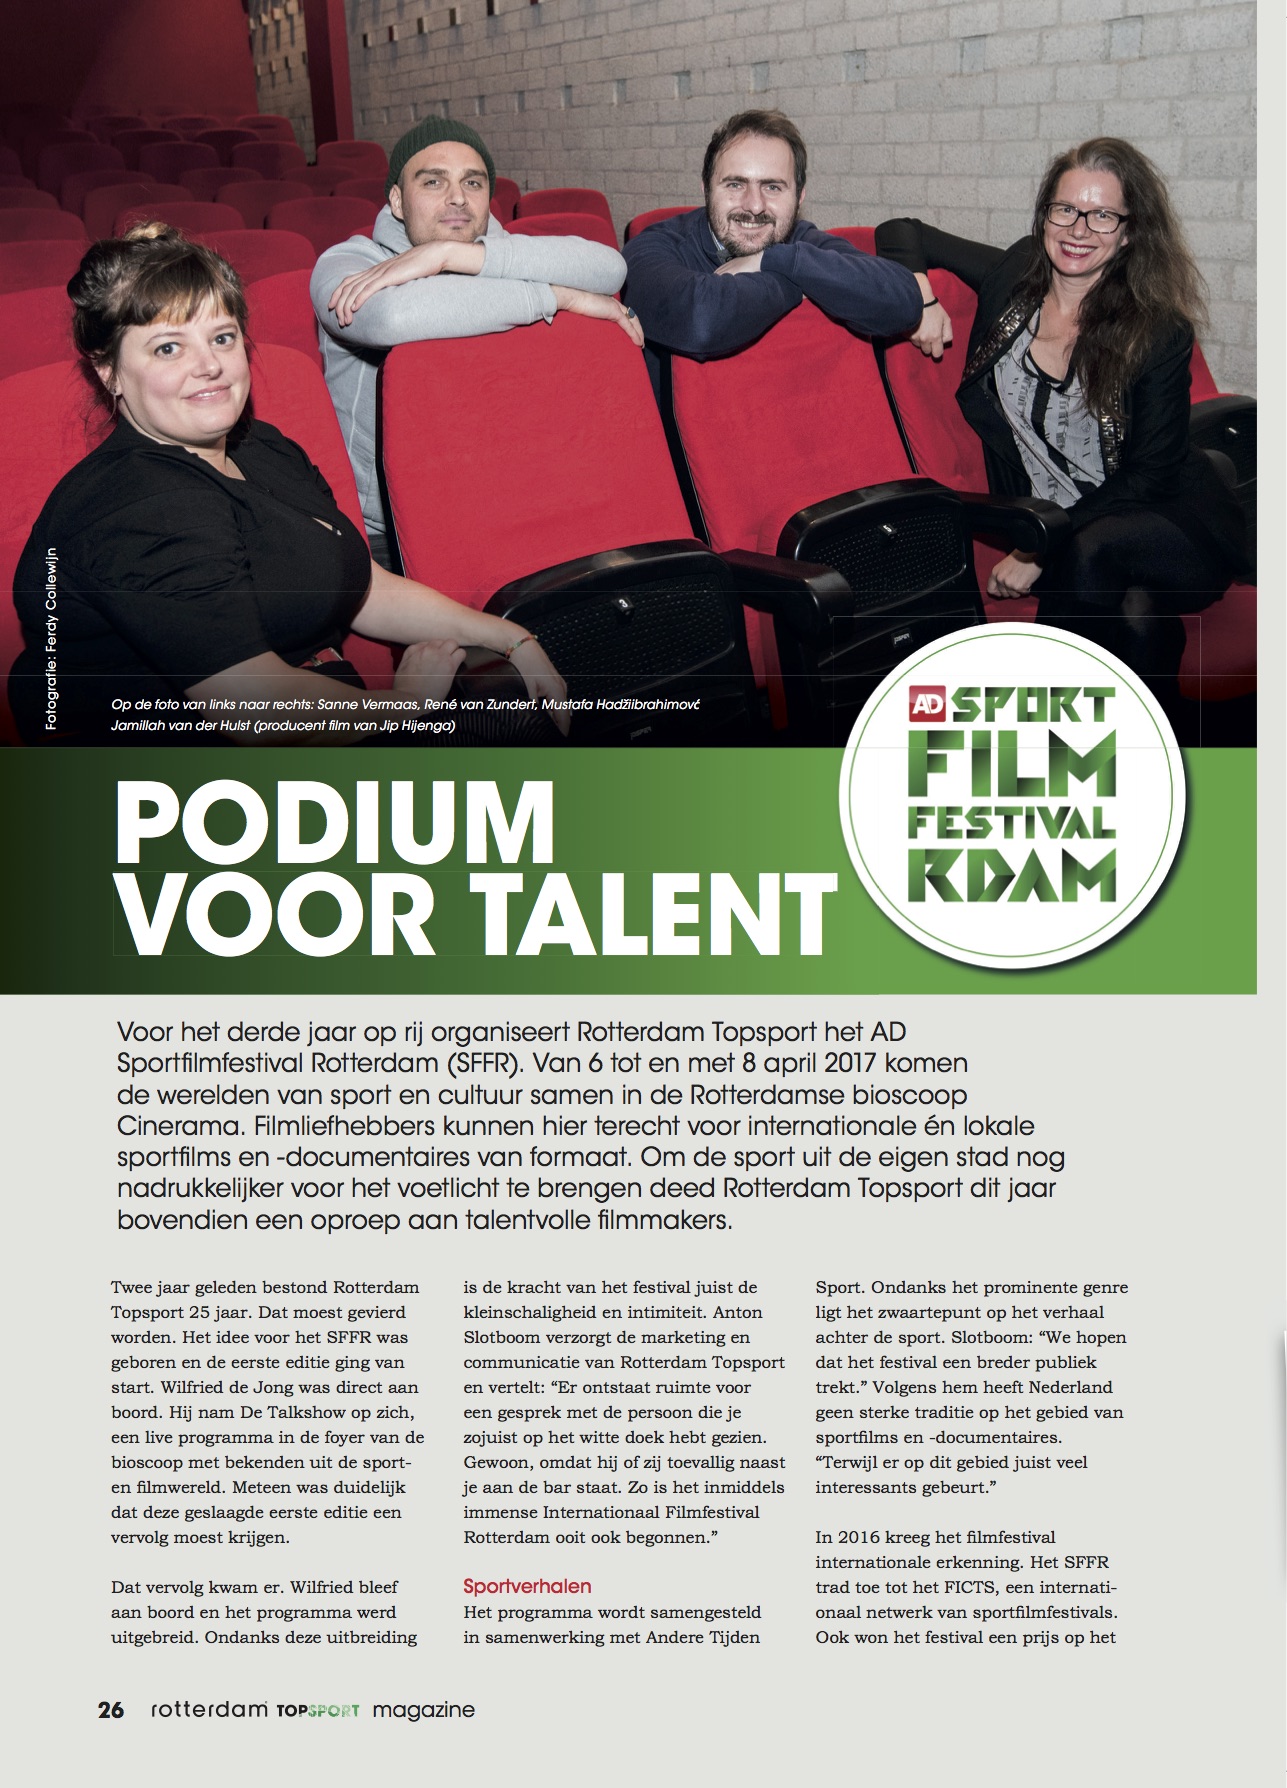 Fotografie: Ferdy Collewijn
Op de foto van links naar rechts: Sanne Vermaas, René van Zundert, Mustafa Hadžiibrahimović
Jamillah van der Hulst (producent film van Jip Hijenga)
AD SPORT
FILM
FESTIVAL
RDAM
PODIUM
VOOR TALENT
Voor het derde jaar op rij organiseert Rotterdam Topsport het AD
Sportfilmfestival Rotterdam (SFFR). Van 6 tot en met 8 april 2017 komen
de werelden van sport en cultuur samen in de Rotterdamse bioscoop
Cinerama. Filmliefhebbers kunnen hier terecht voor internationale én lokale
sportfilms en -documentaires van formaat. Om de sport uit de eigen stad nog
nadrukkelijker voor het voetlicht te brengen deed Rotterdam Topsport dit jaar
bovendien een oproep aan talentvolle filmmakers.
Twee jaar geleden bestond Rotterdam
Topsport 25 jaar. Dat moest gevierd
worden. Het idee voor het SFFR was
geboren en de eerste editie ging van
start. Wilfried de Jong was direct aan
boord. Hij nam De Talkshow op zich,
een live programma in de foyer van de
bioscoop met bekenden uit de sport-
en filmwereld. Meteen was duidelijk
dat deze geslaagde eerste editie een
vervolg moest krijgen.
Dat vervolg kwam er. Wilfried bleef
aan boord en het programma werd
uitgebreid. Ondanks deze uitbreiding
is de kracht van het festival juist de
kleinschaligheid en intimiteit. Anton
Slotboom verzorgt de marketing en
communicatie van Rotterdam Topsport
en vertelt: “Er ontstaat ruimte voor
een gesprek met de persoon die je
zojuist op het witte doek hebt gezien.
Gewoon, omdat hij of zij toevallig naast
je aan de bar staat. Zo is het inmiddels
immense Internationaal Filmfestival
Rotterdam ooit ook begonnen.”
Sportverhalen
Het programma wordt samengesteld
in samenwerking met Andere Tijden
Sport. Ondanks het prominente genre
ligt het zwaartepunt op het verhaal
achter de sport. Slotboom: “We hopen
dat het festival een breder publiek
trekt.” Volgens hem heeft Nederland
geen sterke traditie op het gebied van
sportfilms en -documentaires.
“Terwijl er op dit gebied juist veel
interessants gebeurt.”
In 2016 kreeg het filmfestival
internationale erkenning. Het SFFR
trad toe tot het FICTS, een internati-
onaal netwerk van sportfilmfestivals.
Ook won het festival een prijs op het
26 rotterdam TOPSPORT magazine